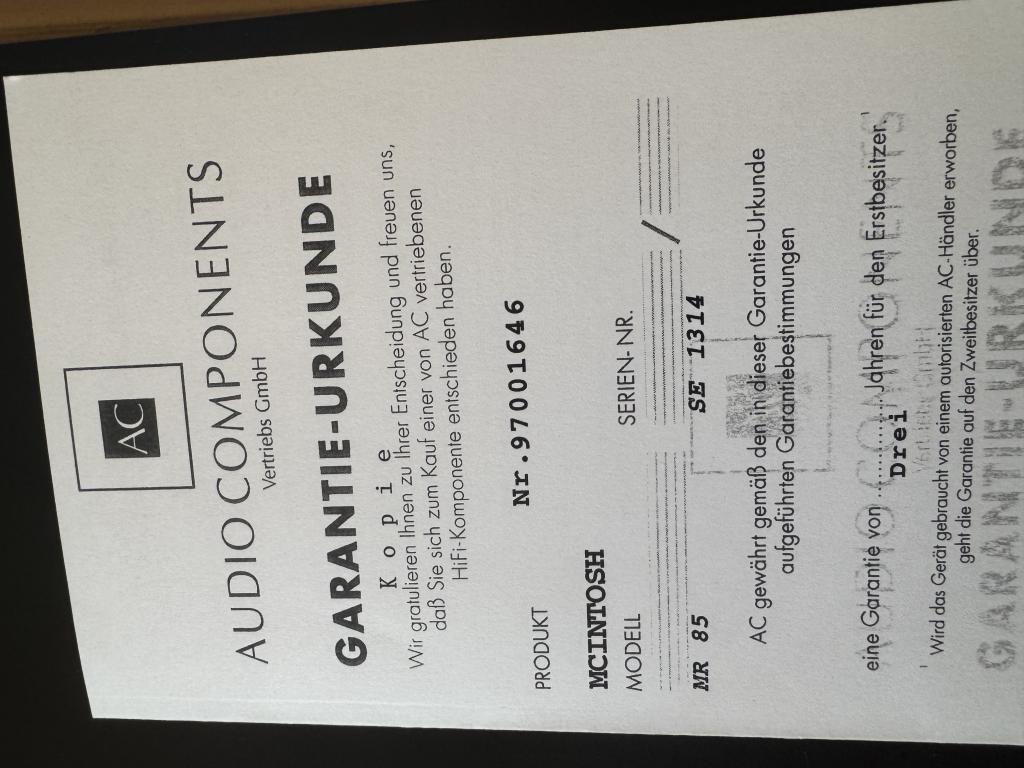 AC
AUDIO COMPONENTS
Vertriebs GmbH
GARANTIE-URKUNDE
K o p i e
Wir gratulieren Ihnen zu Ihrer Entscheidung und freuen uns,
daß Sie sich zum Kauf einer von AC vertriebenen
HiFi-Komponente entschieden haben.
Nr.97001646
PRODUKT
MCINTOSH
MODELL SERIEN-NR.
/
MR 85 SE 1314
AC gewährt gemäß den in dieser Garantie-Urkunde
aufgeführten Garantiebestimmungen
eine Garantie von ............ Jahren für den Erstbesitzer.'
Drei
' Wird das Gerät gebraucht von einem autorisierten AC-Händler erworben,
geht die Garantie auf den Zweitbesitzer über.
AUDIO COMPONENTS
Vertriebs GmbH
GARANTIE-URKUNDE